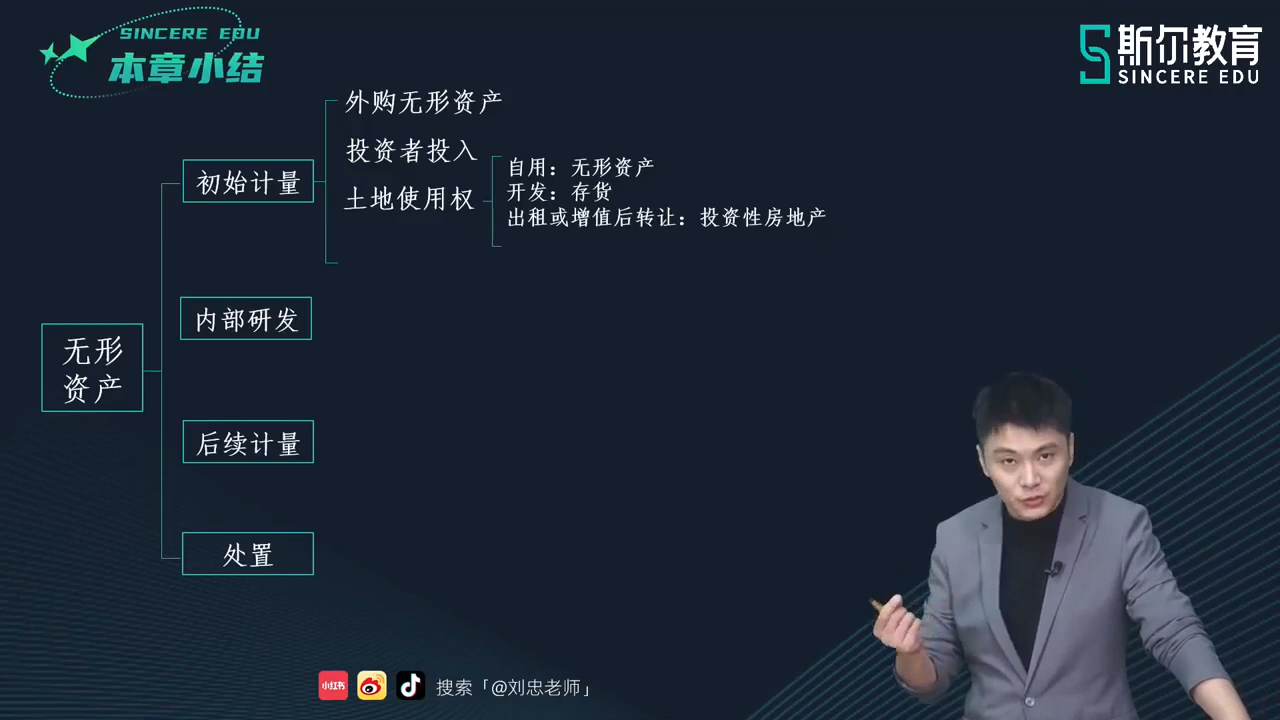 SINCERE EDU
本章小结
斯尔教育
SINCERE EDU
外购无形资产
投资者投入
土地使用权
自用：无形资产
开发：存货
出租或增值后转让：投资性房地产
初始计量
内部研发
无形
资产
后续计量
处置
小红书
搜索「@刘忠老师」